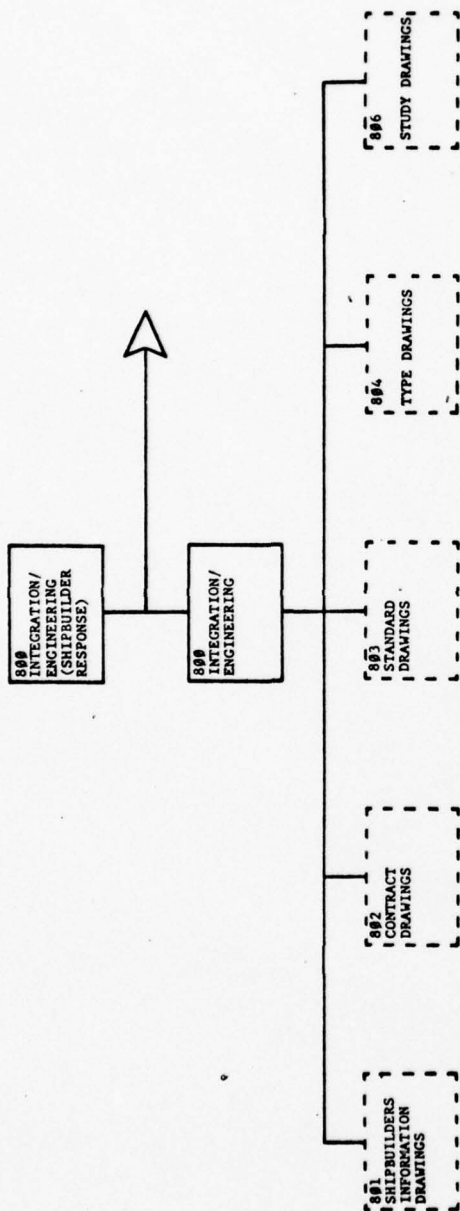 800
INTEGRATION/
ENGINEERING
(SHIPBUILDER
RESPONSE)
800
INTEGRATION/
ENGINEERING
801
SHIPBUILDERS
INFORMATION
DRAWINGS
802
CONTRACT
DRAWINGS
803
STANDARD
DRAWINGS
804
TYPE DRAWINGS
806
STUDY DRAWINGS